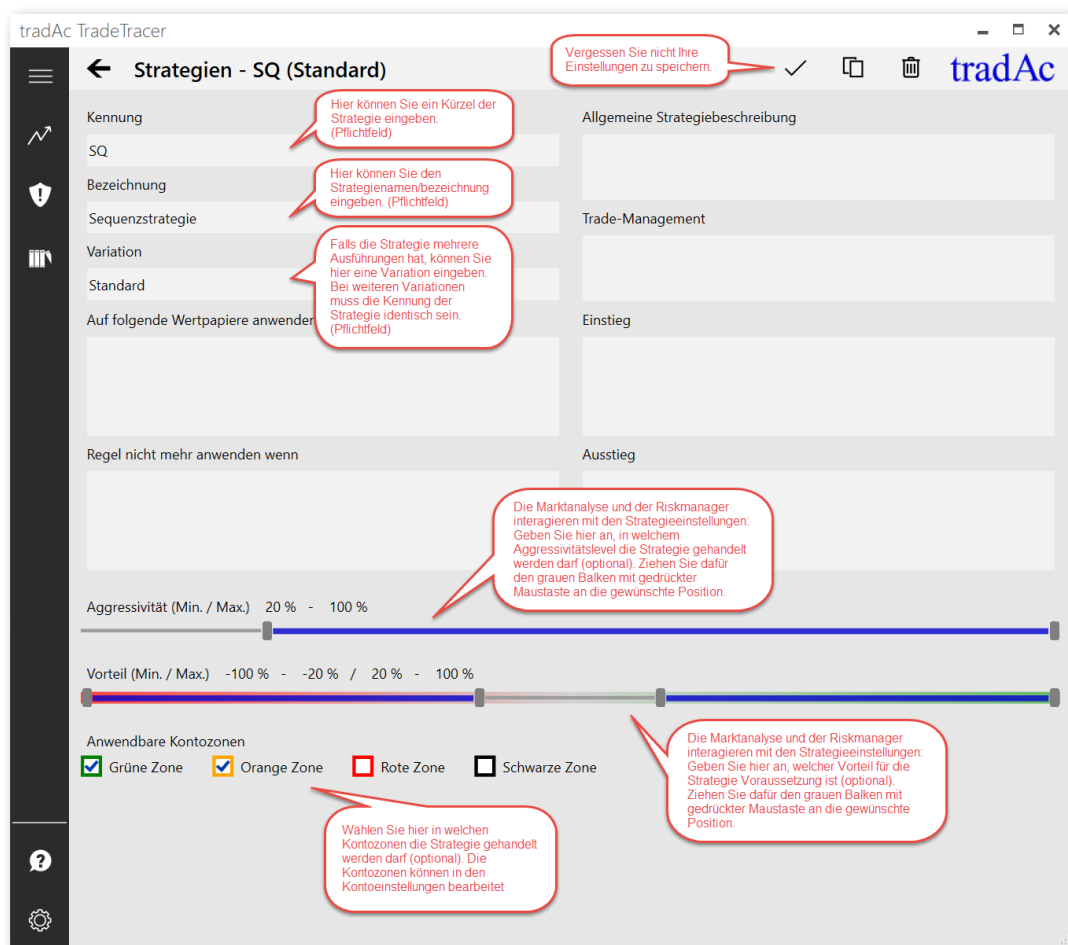 tradAc TradeTracer
Strategien - SQ (Standard)
Vergessen Sie nicht Ihre
Einstellungen zu speichern.
tradAc
Kennung
SQ
Hier können Sie ein Kürzel der
Strategie eingeben.
(Pflichtfeld)
Bezeichnung
Sequenzstrategie
Hier können Sie den
Strategienamen/bezeichnung
eingeben. (Pflichtfeld)
Variation
Standard
Falls die Strategie mehrere
Ausführungen hat, können Sie
hier eine Variation eingeben.
Bei weiteren Variationen
muss die Kennung der
Strategie identisch sein.
(Pflichtfeld)
Auf folgende Wertpapiere anwenden
Regel nicht mehr anwenden wenn
Allgemeine Strategiebeschreibung
Trade-Management
Einstieg
Ausstieg
Die Marktanalyse und der Riskmanager
interagieren mit den Strategieeinstellungen:
Geben Sie hier an, in welchem
Aggressivitätslevel die Strategie gehandelt
werden darf (optional). Ziehen Sie dafür
den grauen Balken mit gedrückter
Maustaste an die gewünschte Position.
Aggressivität (Min. / Max.) 20 % - 100 %
Vorteil (Min. / Max.) -100 % - -20 % / 20 % - 100 %
Die Marktanalyse und der Riskmanager
interagieren mit den Strategieeinstellungen:
Geben Sie hier an, welcher Vorteil für die
Strategie Voraussetzung ist (optional).
Ziehen Sie dafür den grauen Balken mit
gedrückter Maustaste an die gewünschte
Position.
Anwendbare Kontozonen
Grüne Zone Orange Zone Rote Zone Schwarze Zone
Wählen Sie hier in welchen
Kontozonen die Strategie gehandelt
werden darf (optional). Die
Kontozonen können in den
Kontoeinstellungen bearbeitet